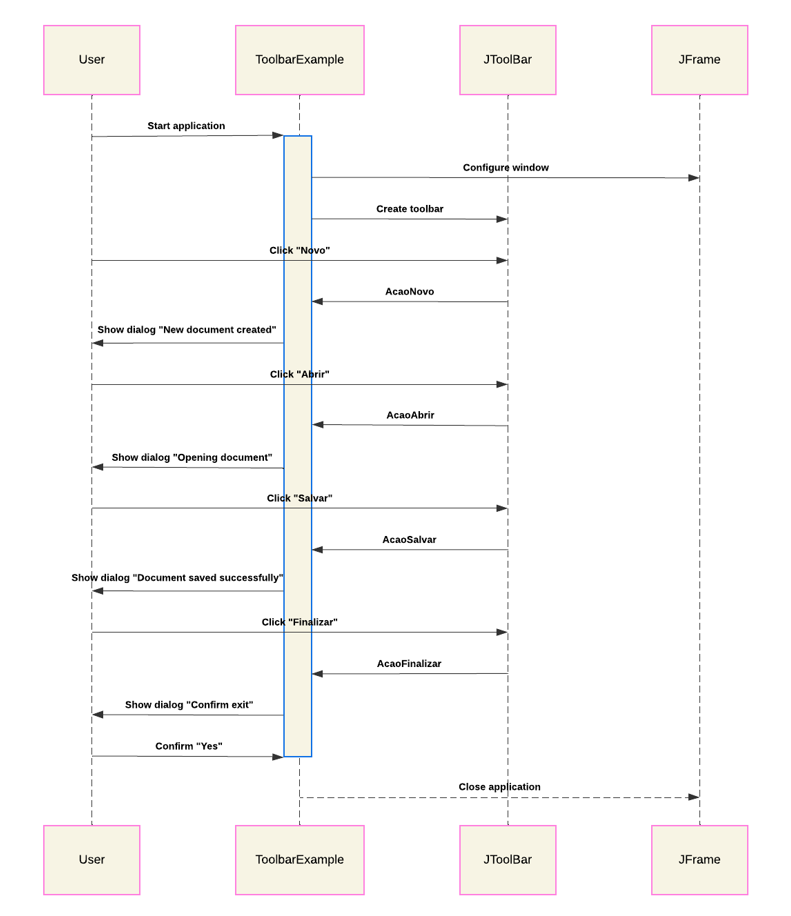 User
ToolbarExample
JToolBar
JFrame
Start application
Configure window
Create toolbar
Click "Novo"
AcaoNovo
Show dialog "New document created"
Click "Abrir"
AcaoAbrir
Show dialog "Opening document"
Click "Salvar"
AcaoSalvar
Show dialog "Document saved successfully"
Click "Finalizar"
AcaoFinalizar
Show dialog "Confirm exit"
Confirm "Yes"
Close application
User
ToolbarExample
JToolBar
JFrame